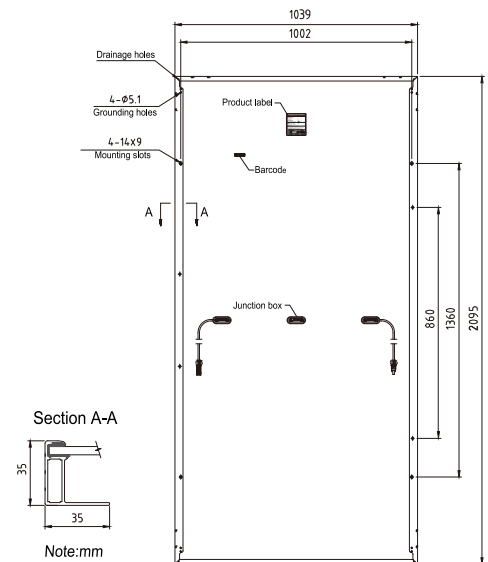 1039
1002
Drainage holes
4-Ø5.1
Grounding holes
Product label
4-14x9
Mounting slots
Barcode
A
A
Junction box
860
1360
2095
Section A-A
35
35
Note:mm